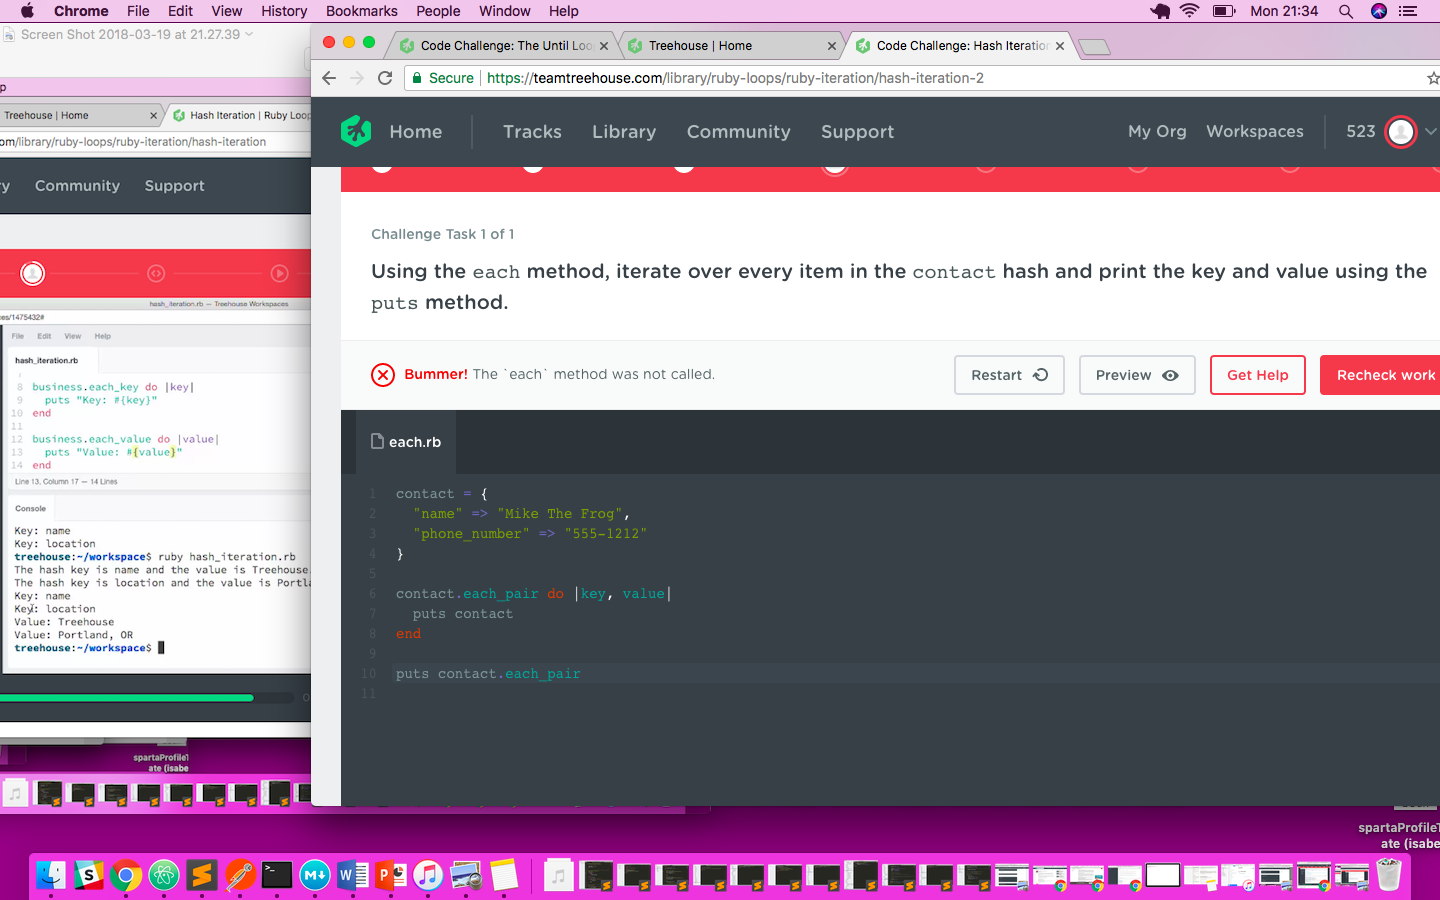 Chrome File Edit View History Bookmarks People Window Help Mon 21:34
Screen Shot 2018-03-19 at 21.27.39
Code Challenge: The Until Loo
Treehouse | Home
Code Challenge: Hash Iteration
Secure https://teamtreehouse.com/library/ruby-loops/ruby-iteration/hash-iteration-2
p
Treehouse | Home
Hash Iteration | Ruby Loop
om/library/ruby-loops/ruby-iteration/hash-iteration
Home Tracks Library Community Support My Org Workspaces 523
ry Community Support
Challenge Task 1 of 1
Using the each method, iterate over every item in the contact hash and print the key and value using the
puts method.
Bummer! The `each` method was not called.
Restart
Preview
Get Help
Recheck work
each.rb
1 contact = {
2 "name" => "Mike The Frog",
3 "phone_number" => "555-1212"
4 }
5
6 contact.each_pair do |key, value|
7 puts contact
8 end
9
10 puts contact.each_pair
11
hash_iteration.rb — Treehouse Workspaces
es/1475432#
File Edit View Help
hash_iteration.rb
8 business.each_key do |key|
9 puts "Key: #{key}"
10 end
11
12 business.each_value do |value|
13 puts "Value: #{value}"
14 end
Line 13, Column 17 — 14 Lines
Console
Key: name
Key: location
treehouse:~/workspace$ ruby hash_iteration.rb
The hash key is name and the value is Treehouse
The hash key is location and the value is Portla
Key: name
Key: location
Value: Treehouse
Value: Portland, OR
treehouse:~/workspace$
spartaProfileT
ate (isabe
spartaProfileT
ate (isabe